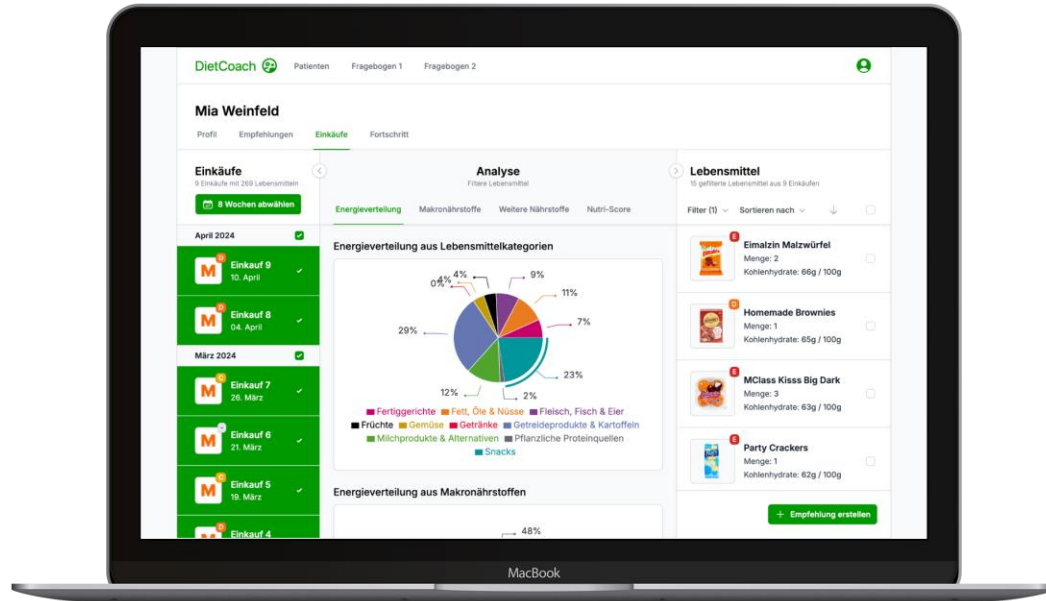 DietCoach
Patienten
Fragebogen 1
Fragebogen 2
Mia Weinfeld
Profil
Empfehlungen
Einkäufe
Fortschritt
Einkäufe
9 Einkäufe mit 269 Lebensmitteln
8 Wochen abwählen
April 2024
M D
Einkauf 9
10. April
M D
Einkauf 8
04. April
März 2024
M C
Einkauf 7
26. März
M
Einkauf 6
21. März
M C
Einkauf 5
19. März
M D
Einkauf 4
Analyse
Filtere Lebensmittel
Energieverteilung
Makronährstoffe
Weitere Nährstoffe
Nutri-Score
Energieverteilung aus Lebensmittelkategorien
0%
4%
4%
9%
11%
7%
23%
2%
12%
29%
Fertiggerichte Fett, Öle & Nüsse Fleisch, Fisch & Eier
Früchte Gemüse Getränke Getreideprodukte & Kartoffeln
Milchprodukte & Alternativen Pflanzliche Proteinquellen
Snacks
Energieverteilung aus Makronährstoffen
48%
Lebensmittel
15 gefilterte Lebensmittel aus 9 Einkäufen
Filter (1)
Sortieren nach
E
Eimalzin Malzwürfel
Menge: 2
Kohlenhydrate: 66g / 100g
D
Homemade Brownies
Menge: 1
Kohlenhydrate: 65g / 100g
E
MClass Kisss Big Dark
Menge: 3
Kohlenhydrate: 63g / 100g
E
Party Crackers
Menge: 1
Kohlenhydrate: 62g / 100g
+ Empfehlung erstellen
MacBook